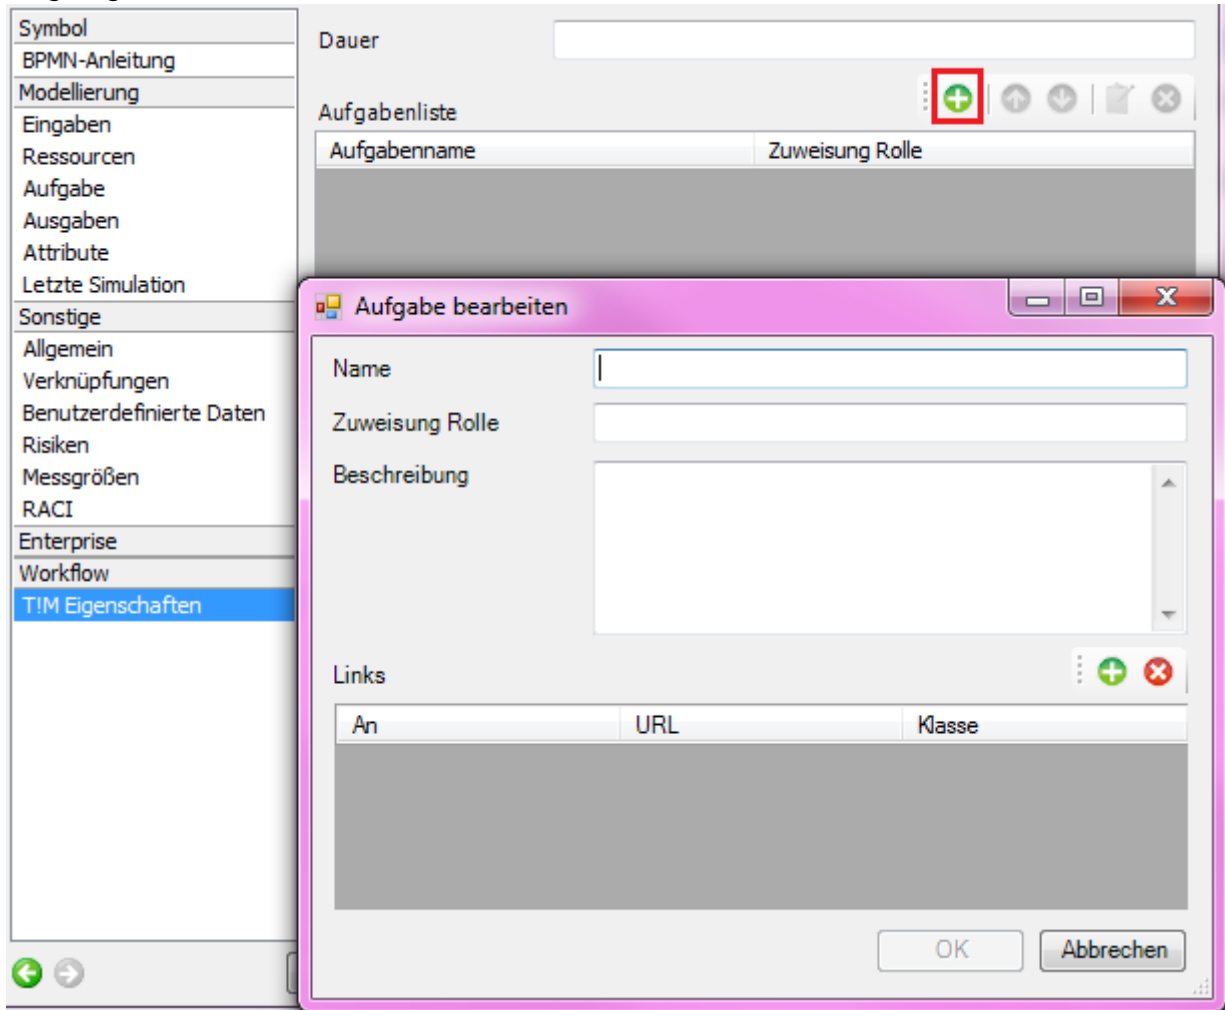 Symbol
BPMN-Anleitung
Modellierung
Eingaben
Ressourcen
Aufgabe
Ausgaben
Attribute
Letzte Simulation
Sonstige
Allgemein
Verknüpfungen
Benutzerdefinierte Daten
Risiken
Messgrößen
RACI
Enterprise
Workflow
T!M Eigenschaften
Dauer
Aufgabenliste
Aufgabenname Zuweisung Rolle
Aufgabe bearbeiten
Name
Zuweisung Rolle
Beschreibung
Links
An URL Klasse
OK Abbrechen